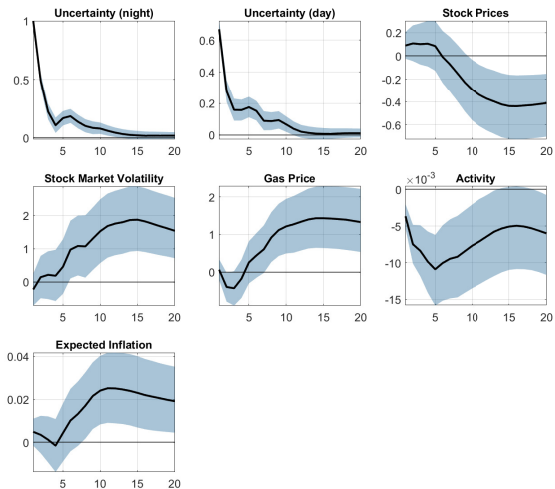 Uncertainty (night)
1
0.5
0
5 10 15 20
Uncertainty (day)
0.6
0.4
0.2
0
5 10 15 20
Stock Prices
0.2
0
-0.2
-0.4
-0.6
5 10 15 20
Stock Market Volatility
2
1
0
5 10 15 20
Gas Price
2
1
0
5 10 15 20
×10⁻³ Activity
0
-5
-10
-15
5 10 15 20
Expected Inflation
0.04
0.02
0
5 10 15 20